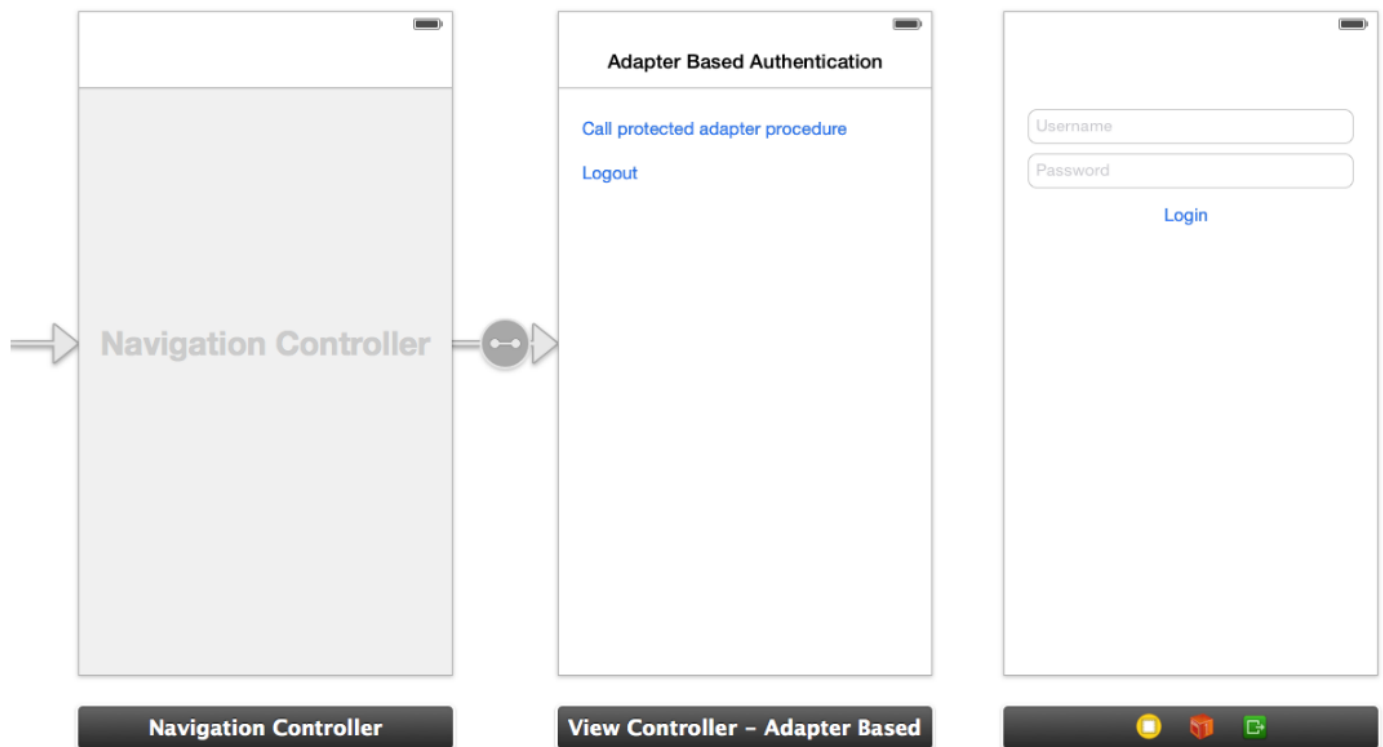 Adapter Based Authentication
Call protected adapter procedure
Logout
Username
Password
Login
Navigation Controller
Navigation Controller
View Controller – Adapter Based